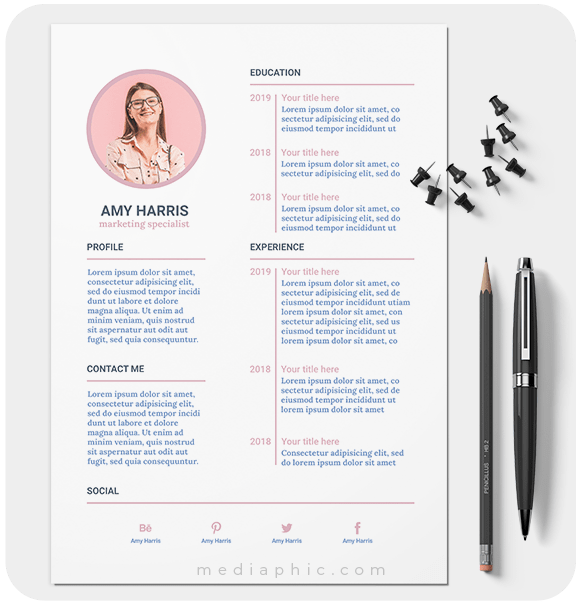 AMY HARRIS
marketing specialist
PROFILE
Lorem ipsum dolor sit amet,
consectetur adipisicing elit,
sed do eiusmod tempor incididi
dunt ut labore et dolore
magna aliqua. Ut enim ad
minim veniam, quis nostrud
sit aspernatur aut odit aut
fugit, sed quia consequuntur.
CONTACT ME
Lorem ipsum dolor sit amet,
consectetur adipisicing elit,
sed do eiusmod tempor incidi
dunt ut labore et dolore
magna aliqua. Ut enim ad
minim veniam, quis nostrud
sit aspernatur aut odit aut
fugit, sed quia consequuntur.
EDUCATION
2019 Your title here
Lorem ipsum dolor sit amet, co
sectetur adipisicing elit, sed do
eiusmod tempor incididunt ut
2018 Your title here
Lorem ipsum dolor sit amet, co
sectetur adipisicing elit, sed do
2018 Your title here
Lorem ipsum dolor sit amet, co
sectetur adipisicing elit, sed do
eiusmod tempor incididunt ut
EXPERIENCE
2019 Your title here
Lorem ipsum dolor sit amet, co
sectetur adipisicing elit, sed do
eiusmod tempor incididunt utiam
lorem ipsum dolor sit amet, con
sectetur adipisicing elit, sed us
eiusmod tempor incididunt ut
lorem ipsum dolor sit amet, co
2018 Your title here
Lorem ipsum dolor sit amet, co
sectetur adipisicing elit, sed do
eiusmod tempor incididunt ut
lorem ipsum dolor sit amet
2018 Your title here
Consectetur adipisicing elit, sed
do lorem ipsum dolor sit amet
SOCIAL
Bē
Amy Harris
Amy Harris
Amy Harris
Amy Harris
mediaphic.com
PENCILLUS * HB 2